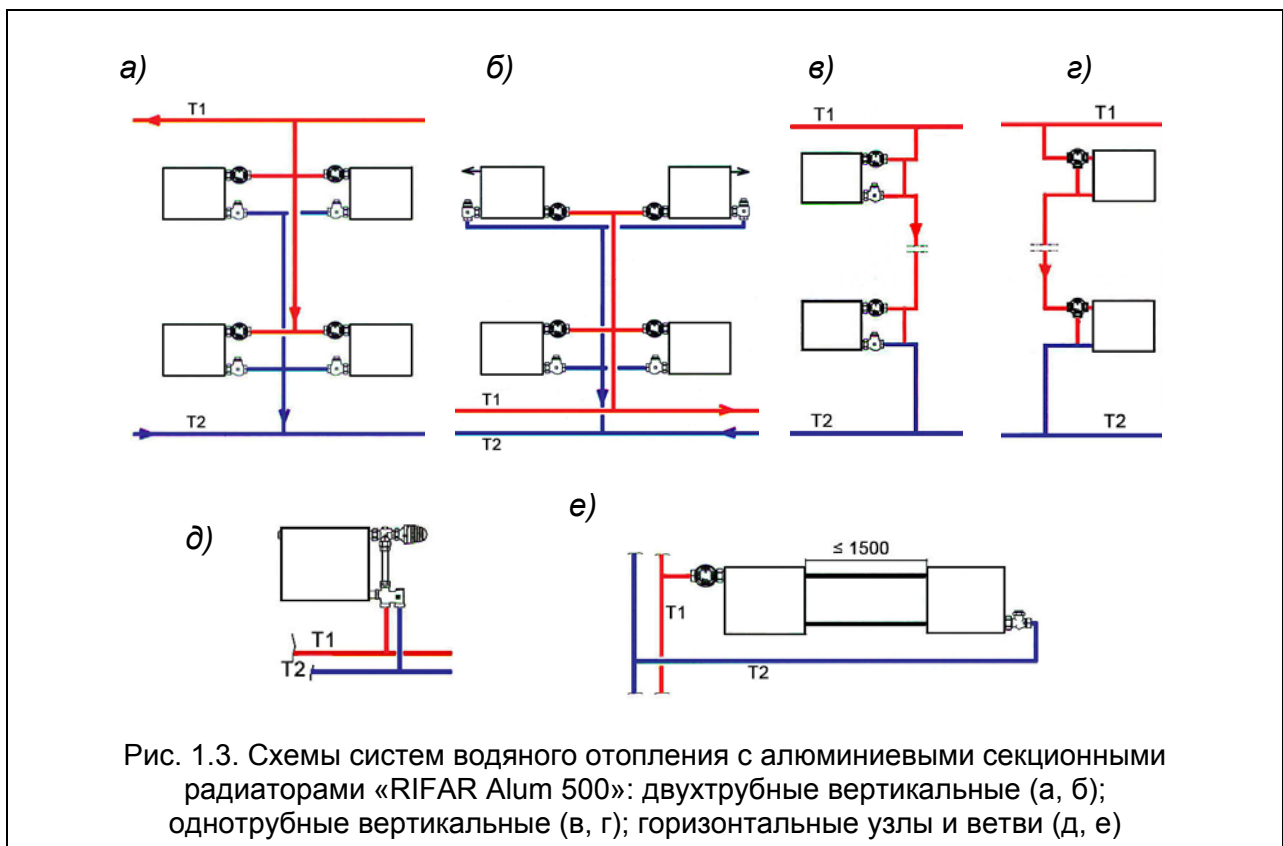 а)
б)
в)
г)
Т1
Т1
Т1
Т1
Т2
Т2
Т2
Т2
д)
е)
≤ 1500
Т1
Т1
Т2
Т2
Рис. 1.3. Схемы систем водяного отопления с алюминиевыми секционными
радиаторами «RIFAR Alum 500»: двухтрубные вертикальные (а, б);
однотрубные вертикальные (в, г); горизонтальные узлы и ветви (д, е)